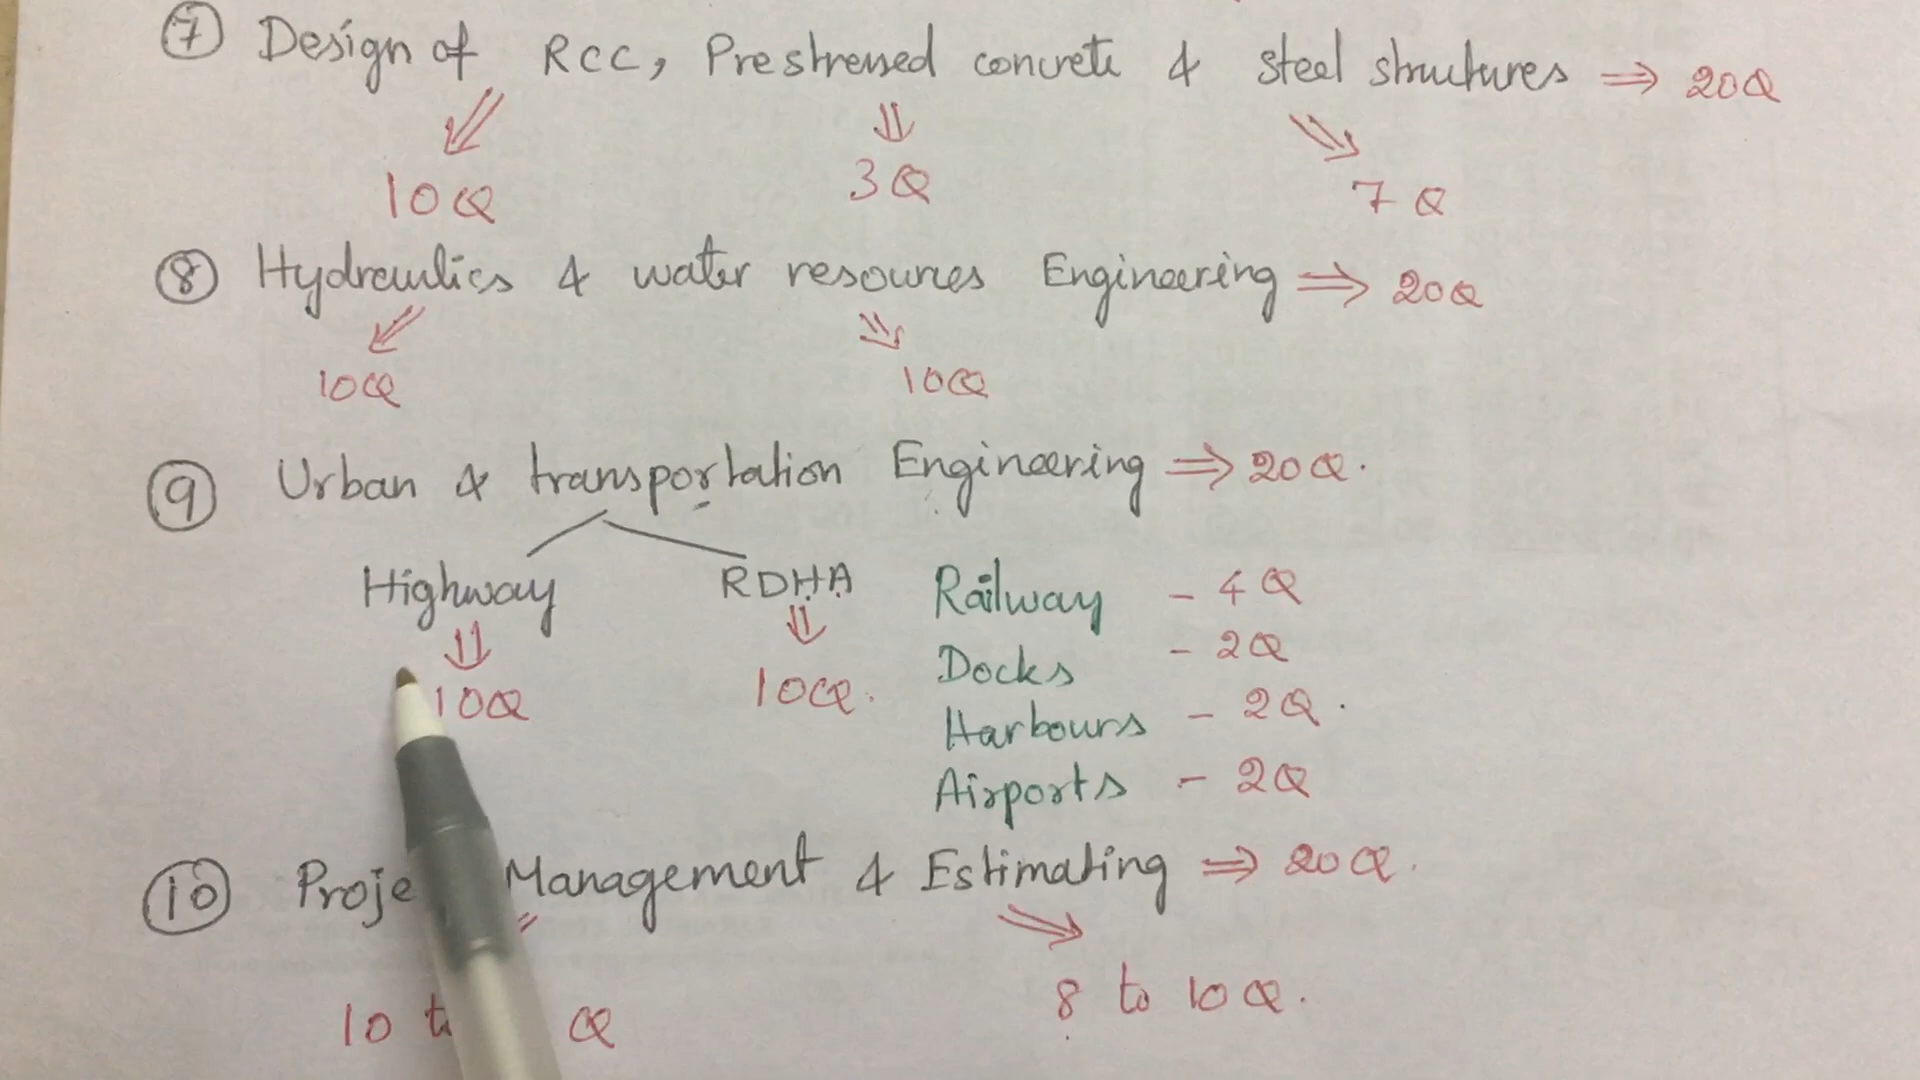 7 Design of RCC, Prestressed concrete & steel structures ⇒ 20Q
10Q 3Q 7Q
8 Hydraulics & water resources Engineering ⇒ 20Q
10Q 10Q
9 Urban & transportation Engineering ⇒ 20Q.
Highway RDHA Railway - 4Q
10Q 10Q. Docks - 2Q
Harbours - 2Q.
Airports - 2Q
10 Management & Estimating ⇒ 20Q.
10 Q 8 to 10Q.